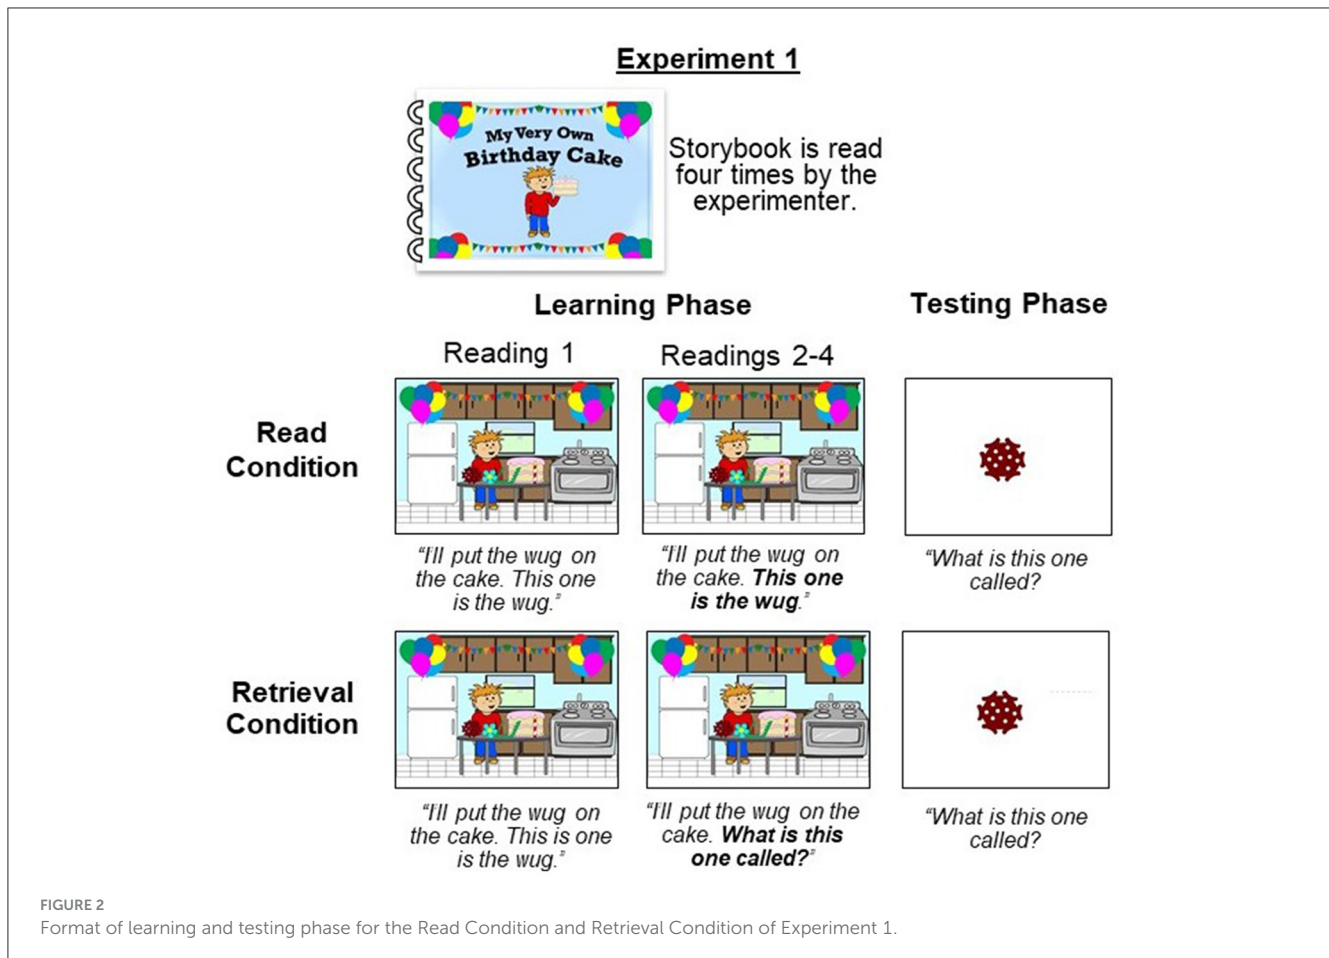 Experiment 1
My Very Own
Birthday Cake
Storybook is read
four times by the
experimenter.
Learning Phase
Testing Phase
Reading 1
Readings 2-4
Read
Condition
"I'll put the wug on
the cake. This one
is the wug."
"I'll put the wug on
the cake. This one
is the wug."
"What is this one
called?
Retrieval
Condition
"I'll put the wug on
the cake. This is one
is the wug."
"I'll put the wug on the
cake. What is this
one called?"
"What is this one
called?
FIGURE 2
Format of learning and testing phase for the Read Condition and Retrieval Condition of Experiment 1.